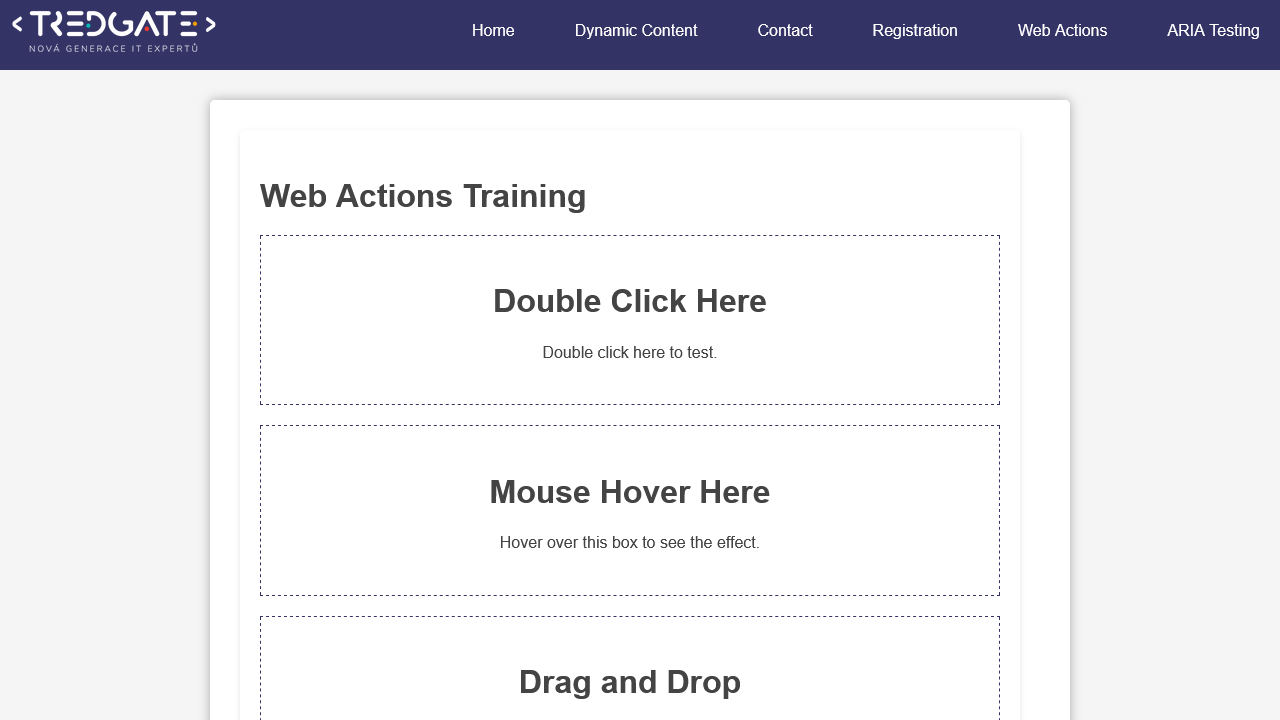 TREDGATE
NOVÁ GENERACE IT EXPERTŮ
Home
Dynamic Content
Contact
Registration
Web Actions
ARIA Testing
Web Actions Training
Double Click Here
Double click here to test.
Mouse Hover Here
Hover over this box to see the effect.
Drag and Drop